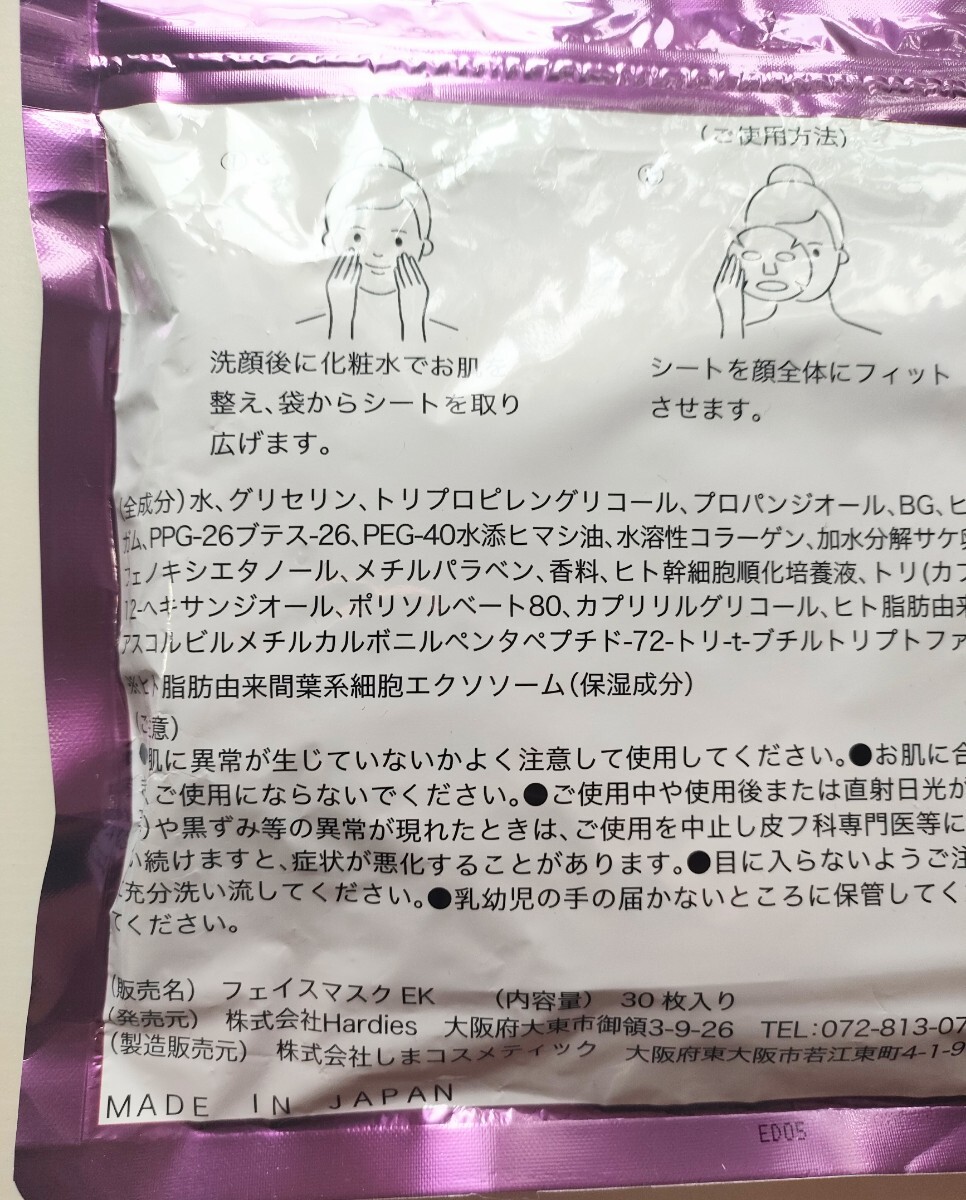 (ご使用方法)
①
②
洗顔後に化粧水でお肌を
整え、袋からシートを取り
広げます。
シートを顔全体にフィット
させます。
(全成分)水、グリセリン、トリプロピレングリコール、プロパンジオール、BG、ヒ
ガム、PPG-26ブテス-26、PEG-40水添ヒマシ油、水溶性コラーゲン、加水分解サケ
フェノキシエタノール、メチルパラベン、香料、ヒト幹細胞順化培養液、トリ(カプ
12-ヘキサンジオール、ポリソルベート80、カプリリルグリコール、ヒト脂肪由来
アスコルビルメチルカルボニルペンタペプチド-72-トリ-t-ブチルトリプトファ
※ヒト脂肪由来間葉系細胞エクソソーム(保湿成分)
(ご注意)
●肌に異常が生じていないかよく注意して使用してください。●お肌に合
くご使用にならないでください。●ご使用中や使用後または直射日光が
)や黒ずみ等の異常が現れたときは、ご使用を中止し皮フ科専門医等に
い続けますと、症状が悪化することがあります。●目に入らないようご注
充分洗い流してください。●乳幼児の手の届かないところに保管してく
てください。
(販売名) フェイスマスク EK (内容量) 30 枚入り
(発売元) 株式会社Hardies 大阪府大東市御領3-9-26 TEL:072-813-07
(製造販売元) 株式会社しまコスメティック 大阪府東大阪市若江東町4-1-9
MADE IN JAPAN
ED05